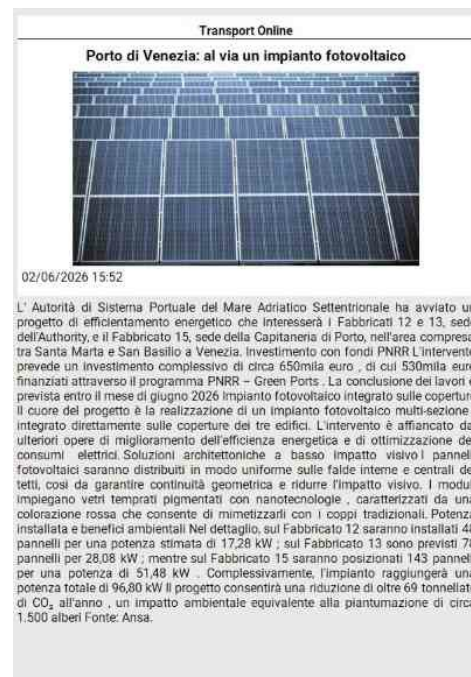 Transport Online
Porto di Venezia: al via un impianto fotovoltaico
02/06/2026 15:52
L' Autorità di Sistema Portuale del Mare Adriatico Settentrionale ha avviato un
progetto di efficientamento energetico che interesserà i Fabbricati 12 e 13, sede
dell'Authority, e il Fabbricato 15, sede della Capitaneria di Porto, nell'area compresa
tra Santa Marta e San Basilio a Venezia. Investimento con fondi PNRR L'intervento
prevede un investimento complessivo di circa 650mila euro , di cui 530mila euro
finanziati attraverso il programma PNRR – Green Ports . La conclusione dei lavori è
prevista entro il mese di giugno 2026 Impianto fotovoltaico integrato sulle coperture
Il cuore del progetto è la realizzazione di un impianto fotovoltaico multi-sezione ,
integrato direttamente sulle coperture dei tre edifici. L'intervento è affiancato da
ulteriori opere di miglioramento dell'efficienza energetica e di ottimizzazione dei
consumi elettrici. Soluzioni architettoniche a basso impatto visivo I pannelli
fotovoltaici saranno distribuiti in modo uniforme sulle falde interne e centrali dei
tetti, così da garantire continuità geometrica e ridurre l'impatto visivo. I moduli
impiegano vetri temprati pigmentati con nanotecnologie , caratterizzati da una
colorazione rossa che consente di mimetizzarli con i coppi tradizionali. Potenza
installata e benefici ambientali Nel dettaglio, sul Fabbricato 12 saranno installati 48
pannelli per una potenza stimata di 17,28 kW ; sul Fabbricato 13 sono previsti 78
pannelli per 28,08 kW ; mentre sul Fabbricato 15 saranno posizionati 143 pannelli
per una potenza di 51,48 kW . Complessivamente, l'impianto raggiungerà una
potenza totale di 96,80 kW Il progetto consentirà una riduzione di oltre 69 tonnellate
di CO₂ all'anno , un impatto ambientale equivalente alla piantumazione di circa
1.500 alberi Fonte: Ansa.